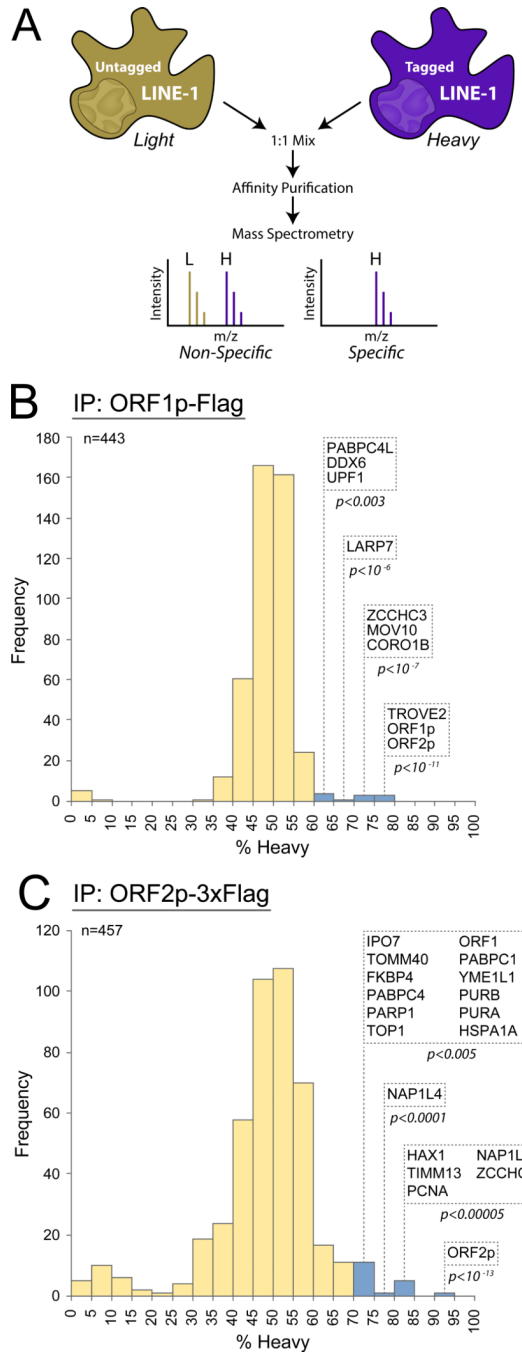 A
Untagged
LINE-1
Light
Tagged
LINE-1
Heavy
1:1 Mix
Affinity Purification
Mass Spectrometry
L H
Intensity
m/z
Non-Specific
H
Intensity
m/z
Specific
B
IP: ORF1p-Flag
n=443
180
160
140
120
100
80
60
40
20
0
Frequency
PABPC4L
DDX6
UPF1
p<0.003
LARP7
p<10 -6
ZCCHC3
MOV10
CORO1B
p<10 -7
TROVE2
ORF1p
ORF2p
p<10 -11
0 5 10 15 20 25 30 35 40 45 50 55 60 65 70 75 80 85 90 95 100
% Heavy
C
IP: ORF2p-3xFlag
n=457
120
100
80
60
40
20
0
Frequency
IPO7 ORF1
TOMM40 PABPC1
FKBP4 YME1L1
PABPC4 PURB
PARP1 PURA
TOP1 HSPA1A
p<0.005
NAP1L4
p<0.0001
HAX1 NAP1L
TIMM13 ZCCHC
PCNA
p<0.00005
ORF2p
p<10 -13
0 5 10 15 20 25 30 35 40 45 50 55 60 65 70 75 80 85 90 95 100
% Heavy